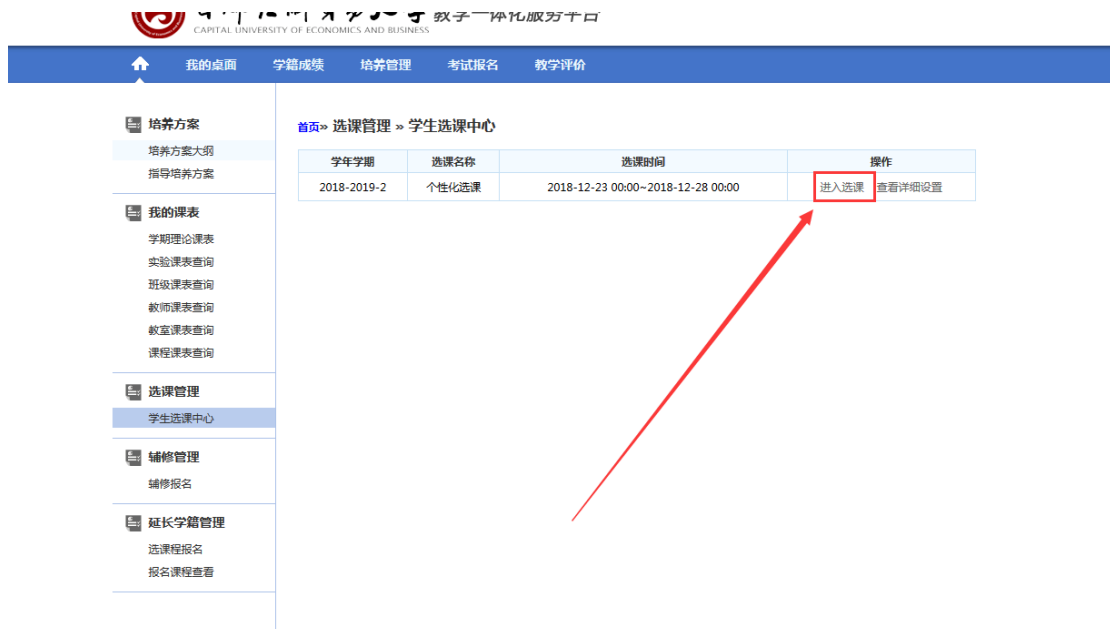 教学一体化服务平台
CAPITAL UNIVERSITY OF ECONOMICS AND BUSINESS
我的桌面 学籍成绩 培养管理 考试报名 教学评价
培养方案
培养方案大纲
指导培养方案
我的课表
学期理论课表
实验课表查询
班级课表查询
教师课表查询
教室课表查询
课程课表查询
选课管理
学生选课中心
辅修管理
辅修报名
延长学籍管理
选课程报名
报名课程查看
首页» 选课管理 » 学生选课中心
学年学期 选课名称 选课时间 操作
2018-2019-2 个性化选课 2018-12-23 00:00~2018-12-28 00:00 进入选课 查看详细设置